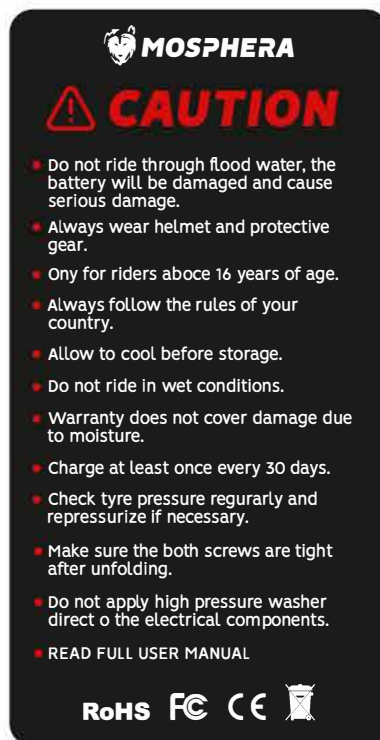 MOSPHERA
CAUTION
Do not ride through flood water, the
battery will be damaged and cause
serious damage.
Always wear helmet and protective
gear.
Ony for riders aboce 16 years of age.
Always follow the rules of your
country.
Allow to cool before storage.
Do not ride in wet conditions.
Warranty does not cover damage due
to moisture.
Charge at least once every 30 days.
Check tyre pressure regurarly and
repressurize if necessary.
Make sure the both screws are tight
after unfolding.
Do not apply high pressure washer
direct o the electrical components.
READ FULL USER MANUAL
RoHS FC CE